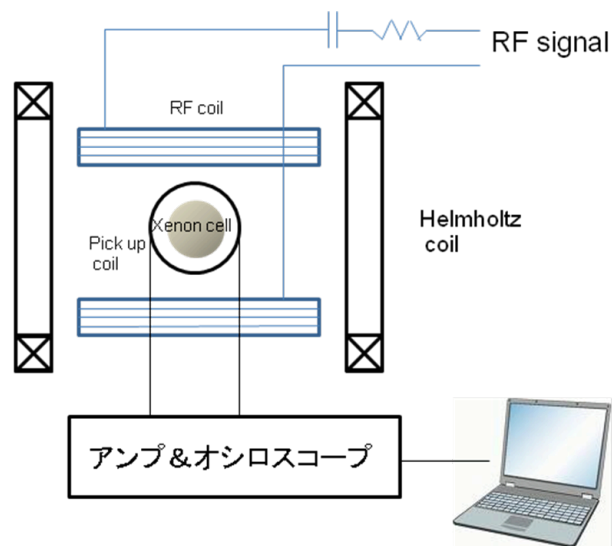 RF signal
RF coil
Xenon cell
Pick up
coil
Helmholtz
coil
アンプ＆オシロスコープ